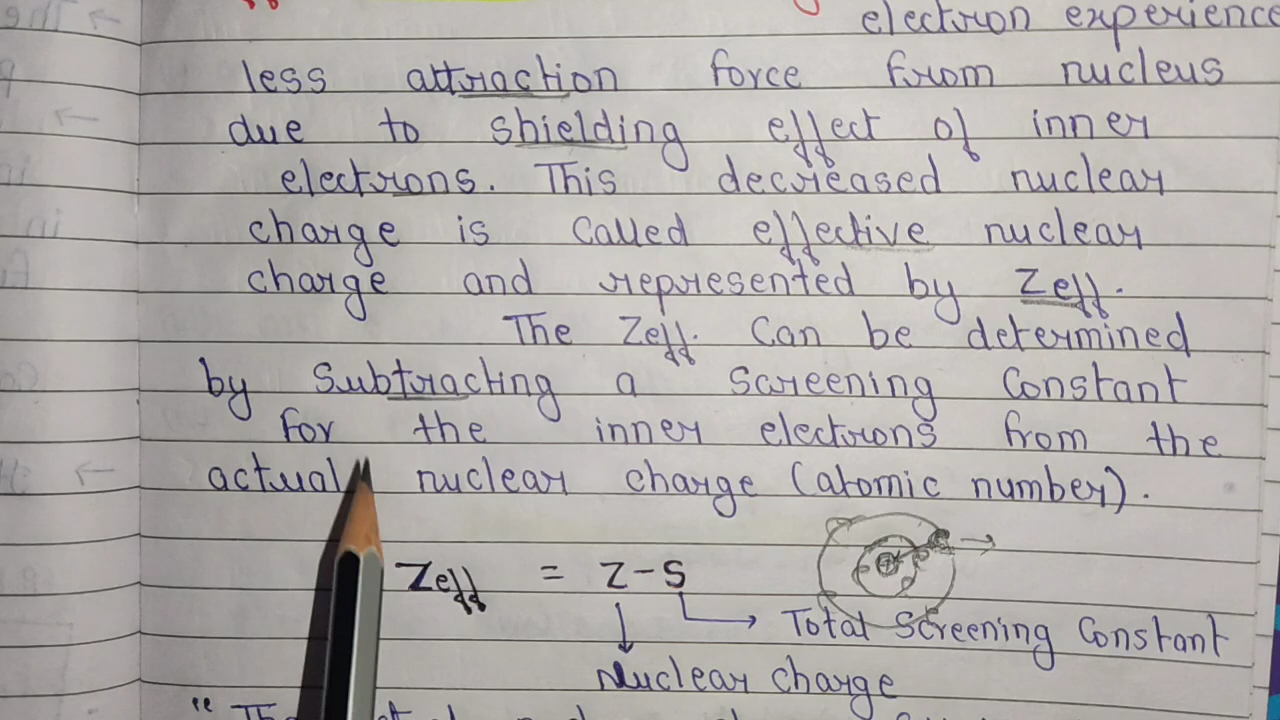 electron experience
less attraction force from nucleus
due to shielding effect of inner
electrons. This decreased nuclear
charge is called effective nuclear
charge and represented by Zeff.
The Zeff. can be determined
by subtracting a screening constant
for the inner electrons from the
actual nuclear charge (atomic number).
Zeff = Z-S
Total Screening Constant
Nuclear charge